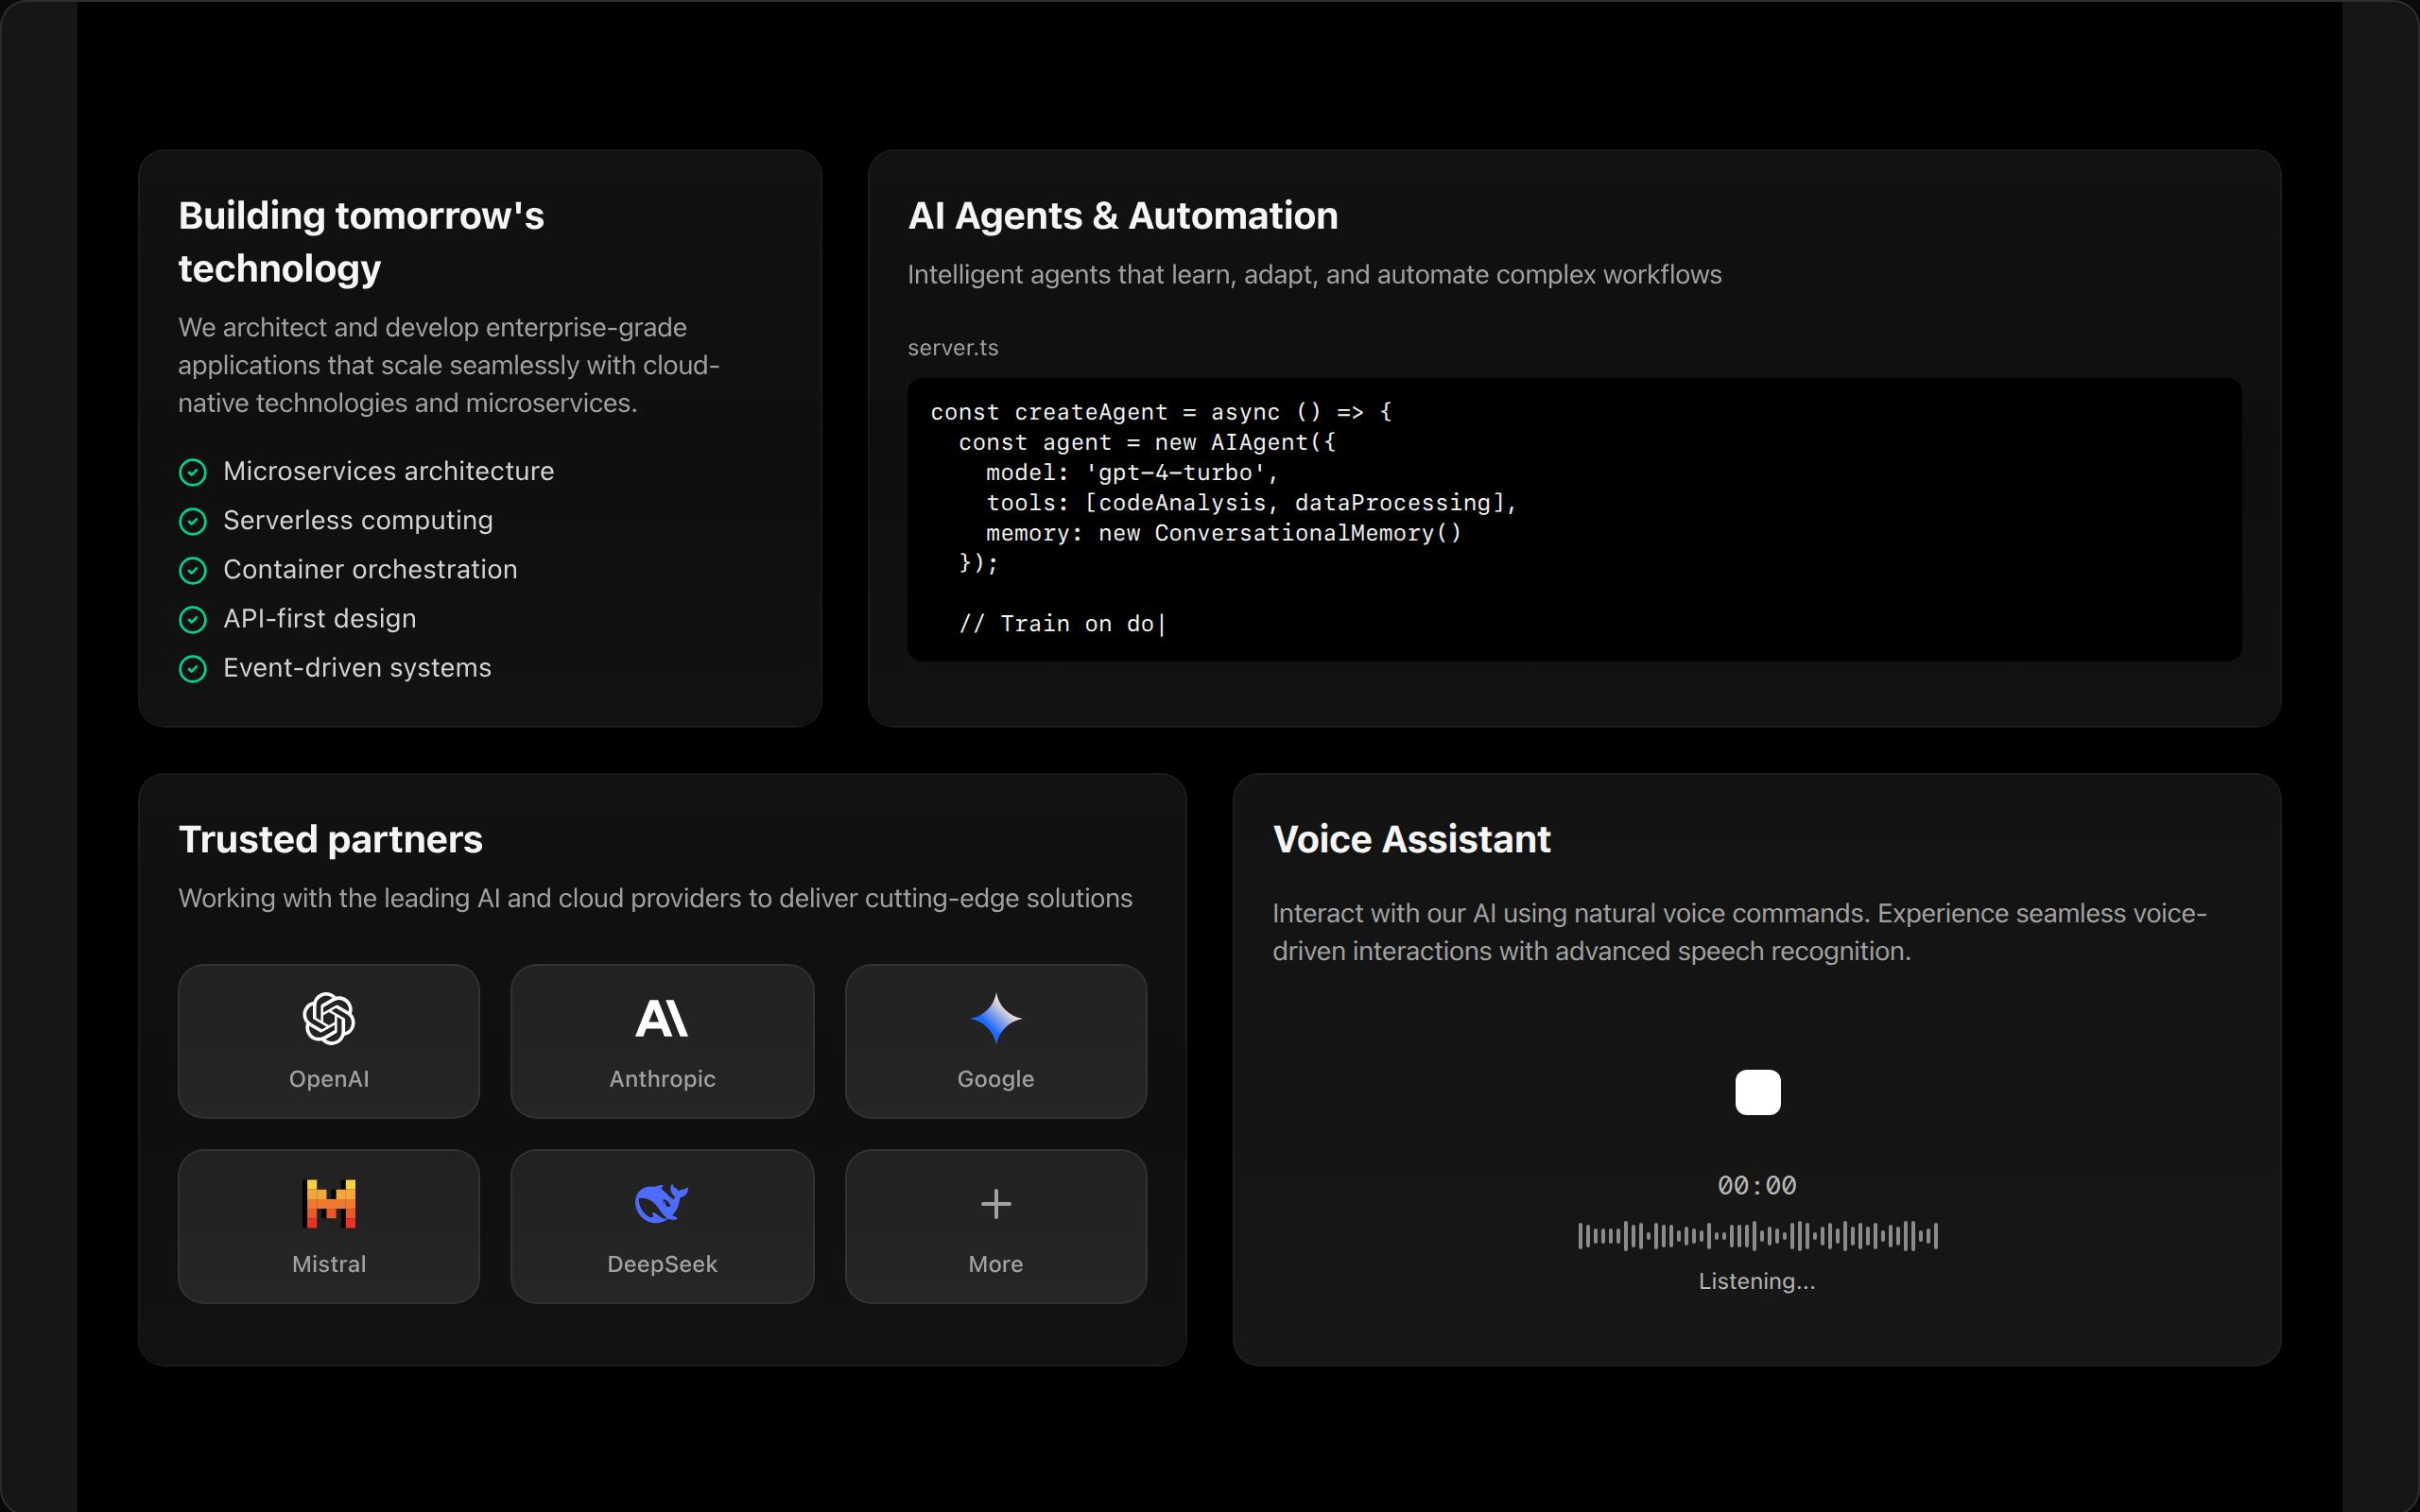 Building tomorrow's
technology
We architect and develop enterprise-grade
applications that scale seamlessly with cloud-
native technologies and microservices.
Microservices architecture
Serverless computing
Container orchestration
API-first design
Event-driven systems
AI Agents & Automation
Intelligent agents that learn, adapt, and automate complex workflows
server.ts
const createAgent = async () => {
  const agent = new AIAgent({
    model: 'gpt-4-turbo',
    tools: [codeAnalysis, dataProcessing],
    memory: new ConversationalMemory()
  });
  // Train on do|
Trusted partners
Working with the leading AI and cloud providers to deliver cutting-edge solutions
OpenAI
Anthropic
Google
Mistral
DeepSeek
More
Voice Assistant
Interact with our AI using natural voice commands. Experience seamless voice-
driven interactions with advanced speech recognition.
00:00
Listening...